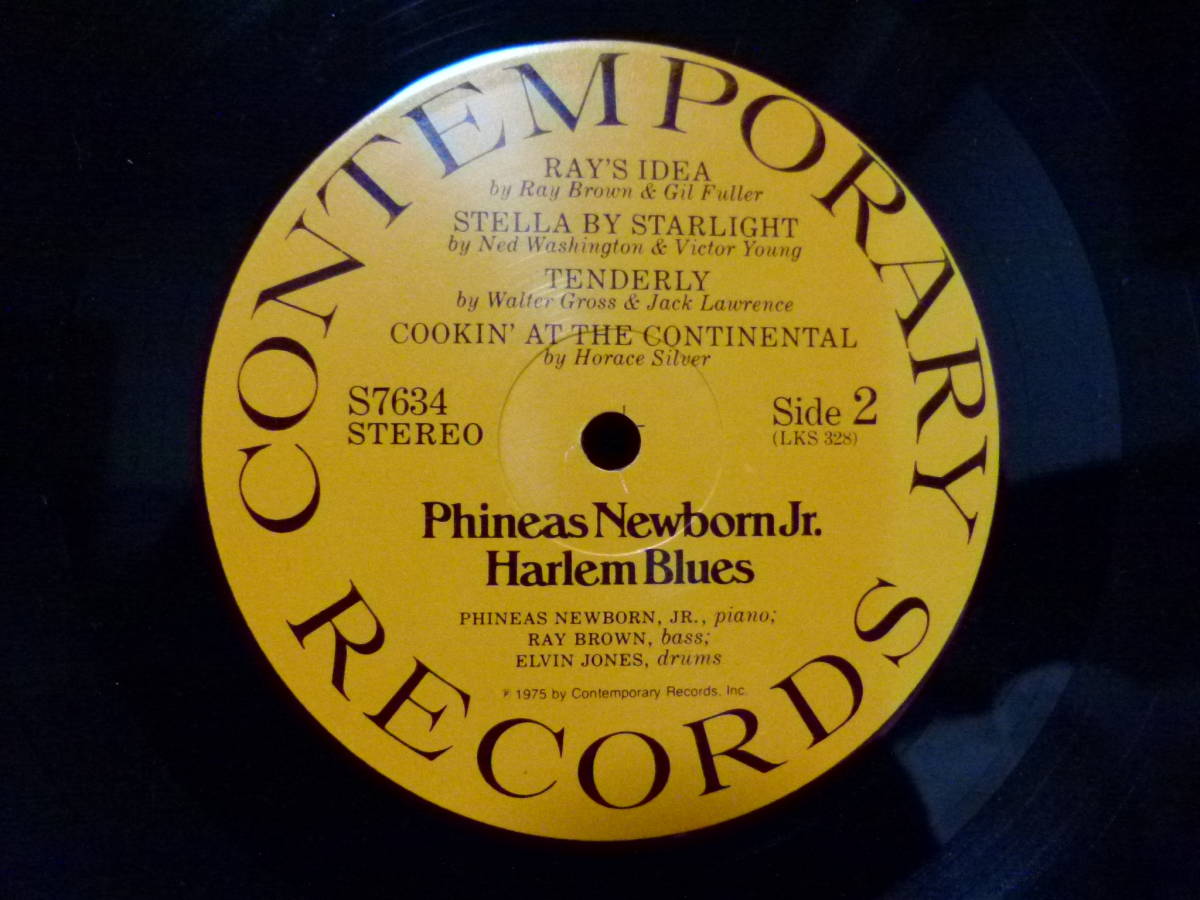 CONTEMPORARY
RAY'S IDEA
by Ray Brown & Gil Fuller
STELLA BY STARLIGHT
by Ned Washington & Victor Young
TENDERLY
by Walter Gross & Jack Lawrence
COOKIN' AT THE CONTINENTAL
by Horace Silver
S7634
STEREO
Side 2
(LKS 328)
Phineas Newborn Jr.
Harlem Blues
PHINEAS NEWBORN, JR., piano;
RAY BROWN, bass;
ELVIN JONES, drums
℗ 1975 by Contemporary Records, Inc.
RECORDS